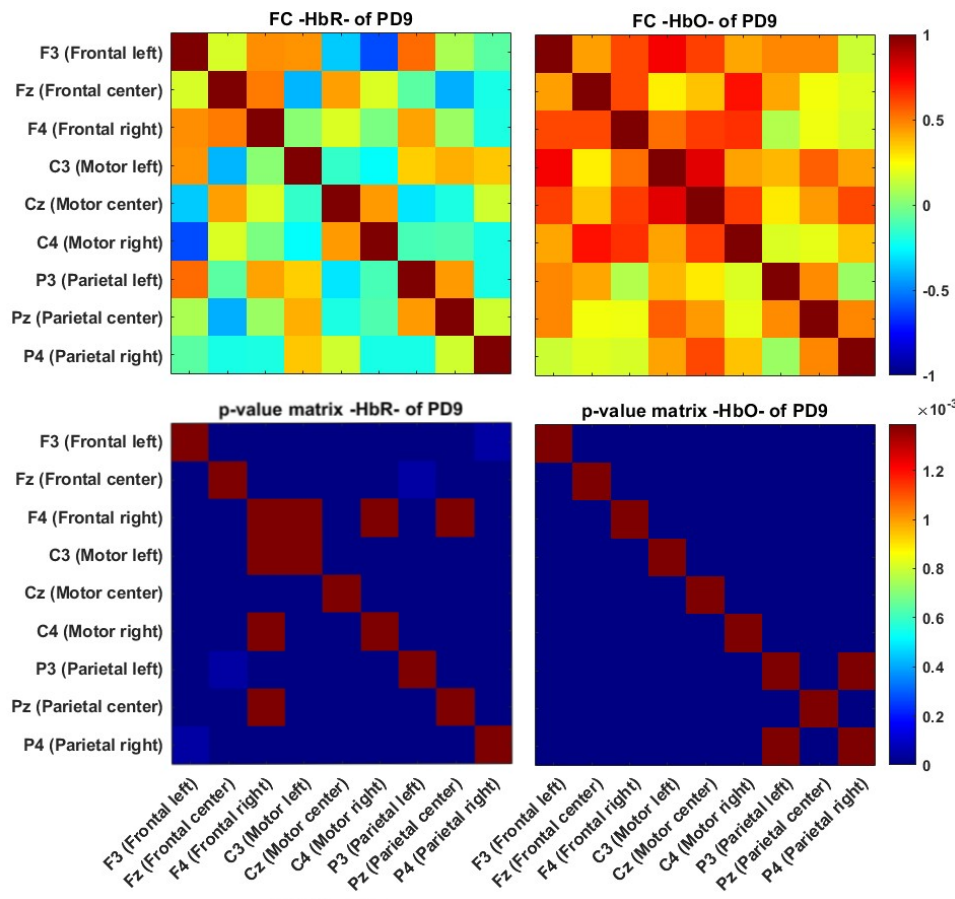 FC -HbR- of PD9
FC -HbO- of PD9
F3 (Frontal left)
Fz (Frontal center)
F4 (Frontal right)
C3 (Motor left)
Cz (Motor center)
C4 (Motor right)
P3 (Parietal left)
Pz (Parietal center)
P4 (Parietal right)
1
0.5
0
-0.5
-1
p-value matrix -HbR- of PD9
p-value matrix -HbO- of PD9
×10⁻³
F3 (Frontal left)
Fz (Frontal center)
F4 (Frontal right)
C3 (Motor left)
Cz (Motor center)
C4 (Motor right)
P3 (Parietal left)
Pz (Parietal center)
P4 (Parietal right)
1.2
1
0.8
0.6
0.4
0.2
0
F3 (Frontal left)
Fz (Frontal center)
F4 (Frontal right)
C3 (Motor left)
Cz (Motor center)
C4 (Motor right)
P3 (Parietal left)
Pz (Parietal center)
P4 (Parietal right)
F3 (Frontal left)
Fz (Frontal center)
F4 (Frontal right)
C3 (Motor left)
Cz (Motor center)
C4 (Motor right)
P3 (Parietal left)
Pz (Parietal center)
P4 (Parietal right)